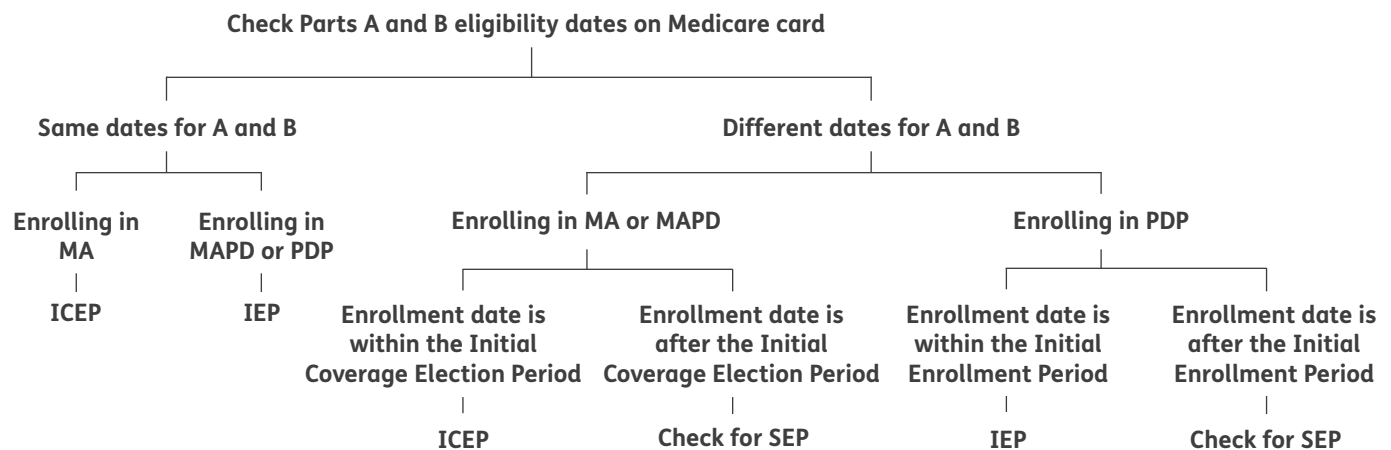 Check Parts A and B eligibility dates on Medicare card
Same dates for A and B
Different dates for A and B
Enrolling in
MA
Enrolling in
MAPD or PDP
Enrolling in MA or MAPD
Enrolling in PDP
ICEP
IEP
Enrollment date is
within the Initial
Coverage Election Period
Enrollment date is
after the Initial
Coverage Election Period
Enrollment date is
within the Initial
Enrollment Period
Enrollment date is
after the Initial
Enrollment Period
ICEP
Check for SEP
IEP
Check for SEP